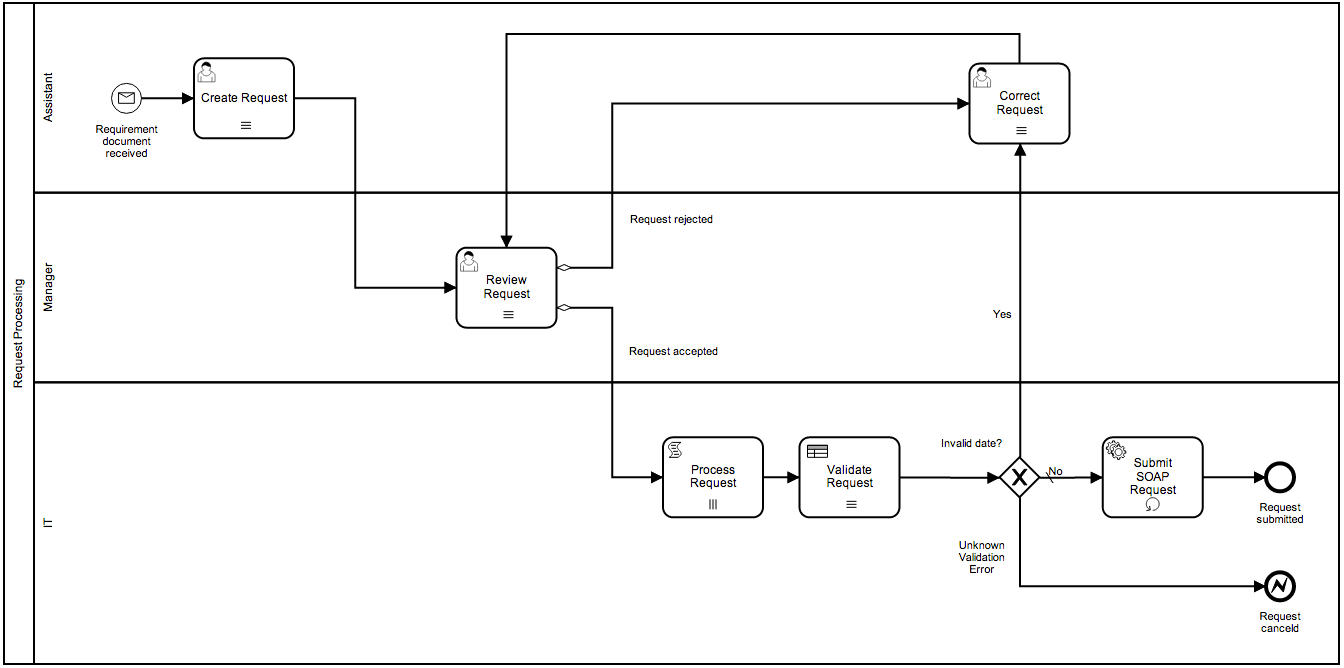 Request Processing
Assistant
Requirement
document
received
Create Request
Correct
Request
Manager
Review
Request
Request rejected
Request accepted
Yes
IT
Process
Request
Validate
Request
Invalid date?
X
No
Submit
SOAP
Request
Request
submitted
Unknown
Validation
Error
Request
canceld